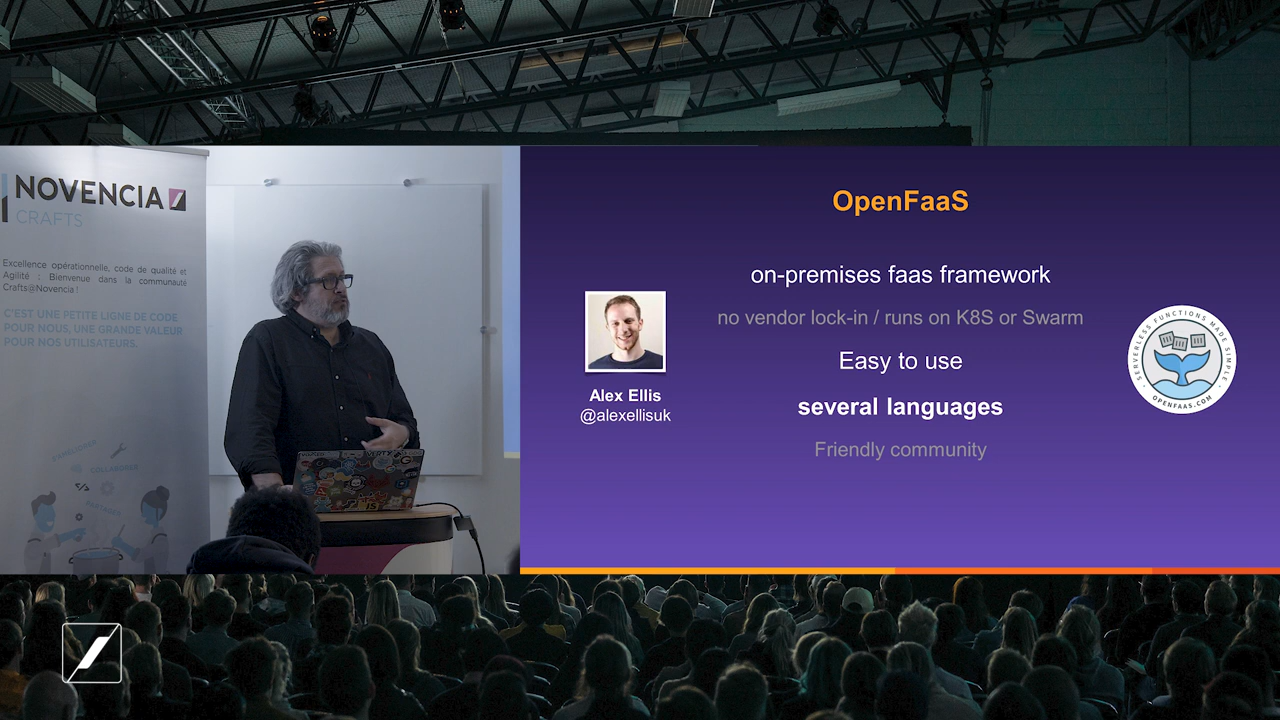 NOVENCIA
CRAFTS
Excellence opérationnelle, code de qualité et
Agilité : Bienvenue dans la communauté
Crafts@Novencia !
C'EST UNE PETITE LIGNE DE CODE
POUR NOUS, UNE GRANDE VALEUR
POUR NOS UTILISATEURS.
COLLABORER
OpenFaaS
on-premises faas framework
no vendor lock-in / runs on K8S or Swarm
Easy to use
several languages
Friendly community
Alex Ellis
@alexellisuk
SERVERLESS FUNCTIONS MADE SIMPLE
OPENFAAS.COM
VERT.X
JS